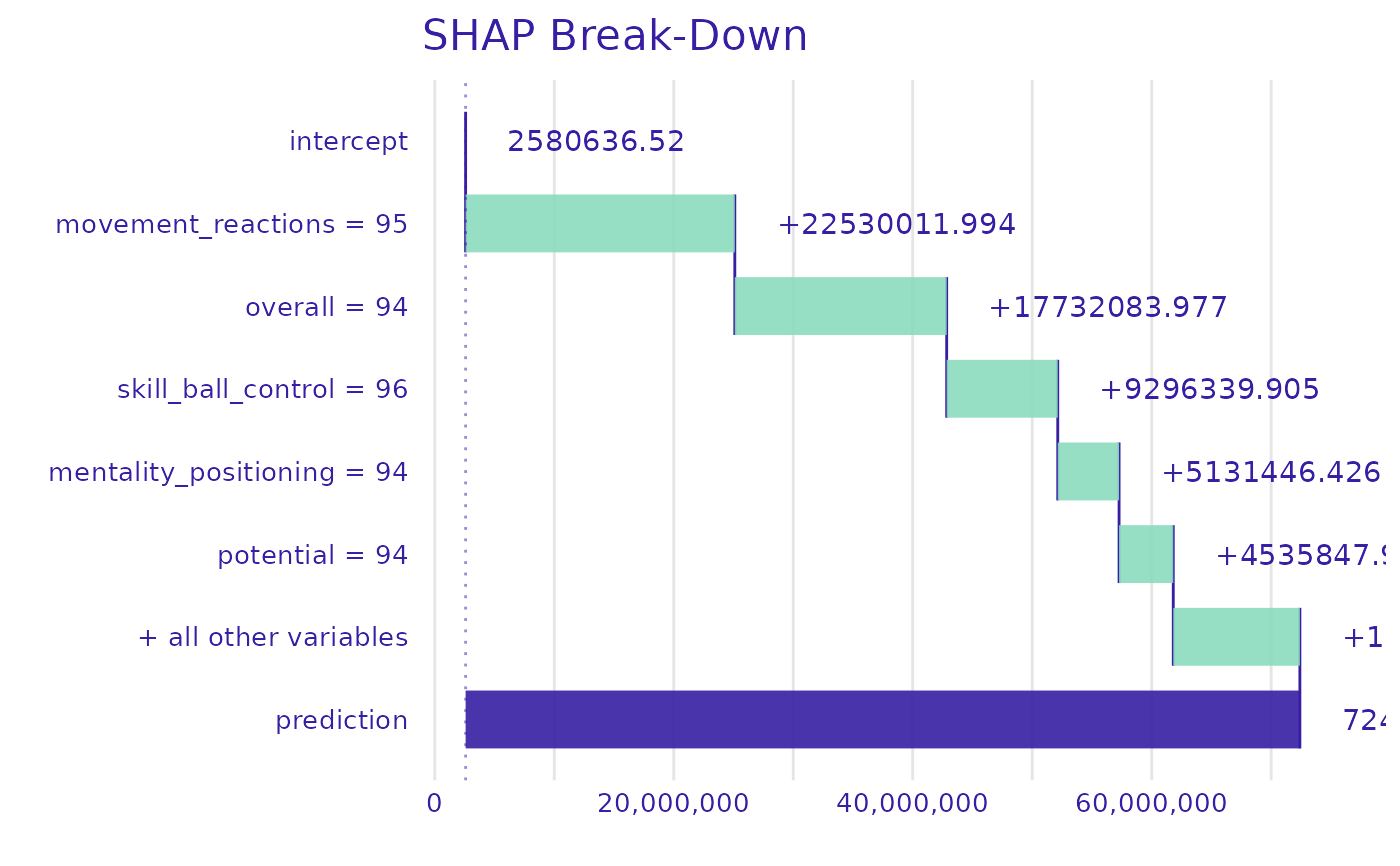 SHAP Break-Down
intercept
2580636.52
movement_reactions = 95
+22530011.994
overall = 94
+17732083.977
skill_ball_control = 96
+9296339.905
mentality_positioning = 94
+5131446.426
potential = 94
+4535847.9
+ all other variables
+1
prediction
724
0 20,000,000 40,000,000 60,000,000